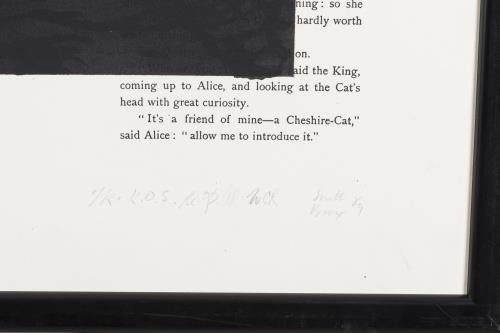 ning: so she
hardly worth
on.
aid the King,
coming up to Alice, and looking at the Cat's
head with great curiosity.
"It's a friend of mine—a Cheshire-Cat,"
said Alice: "allow me to introduce it."
K.O.S.